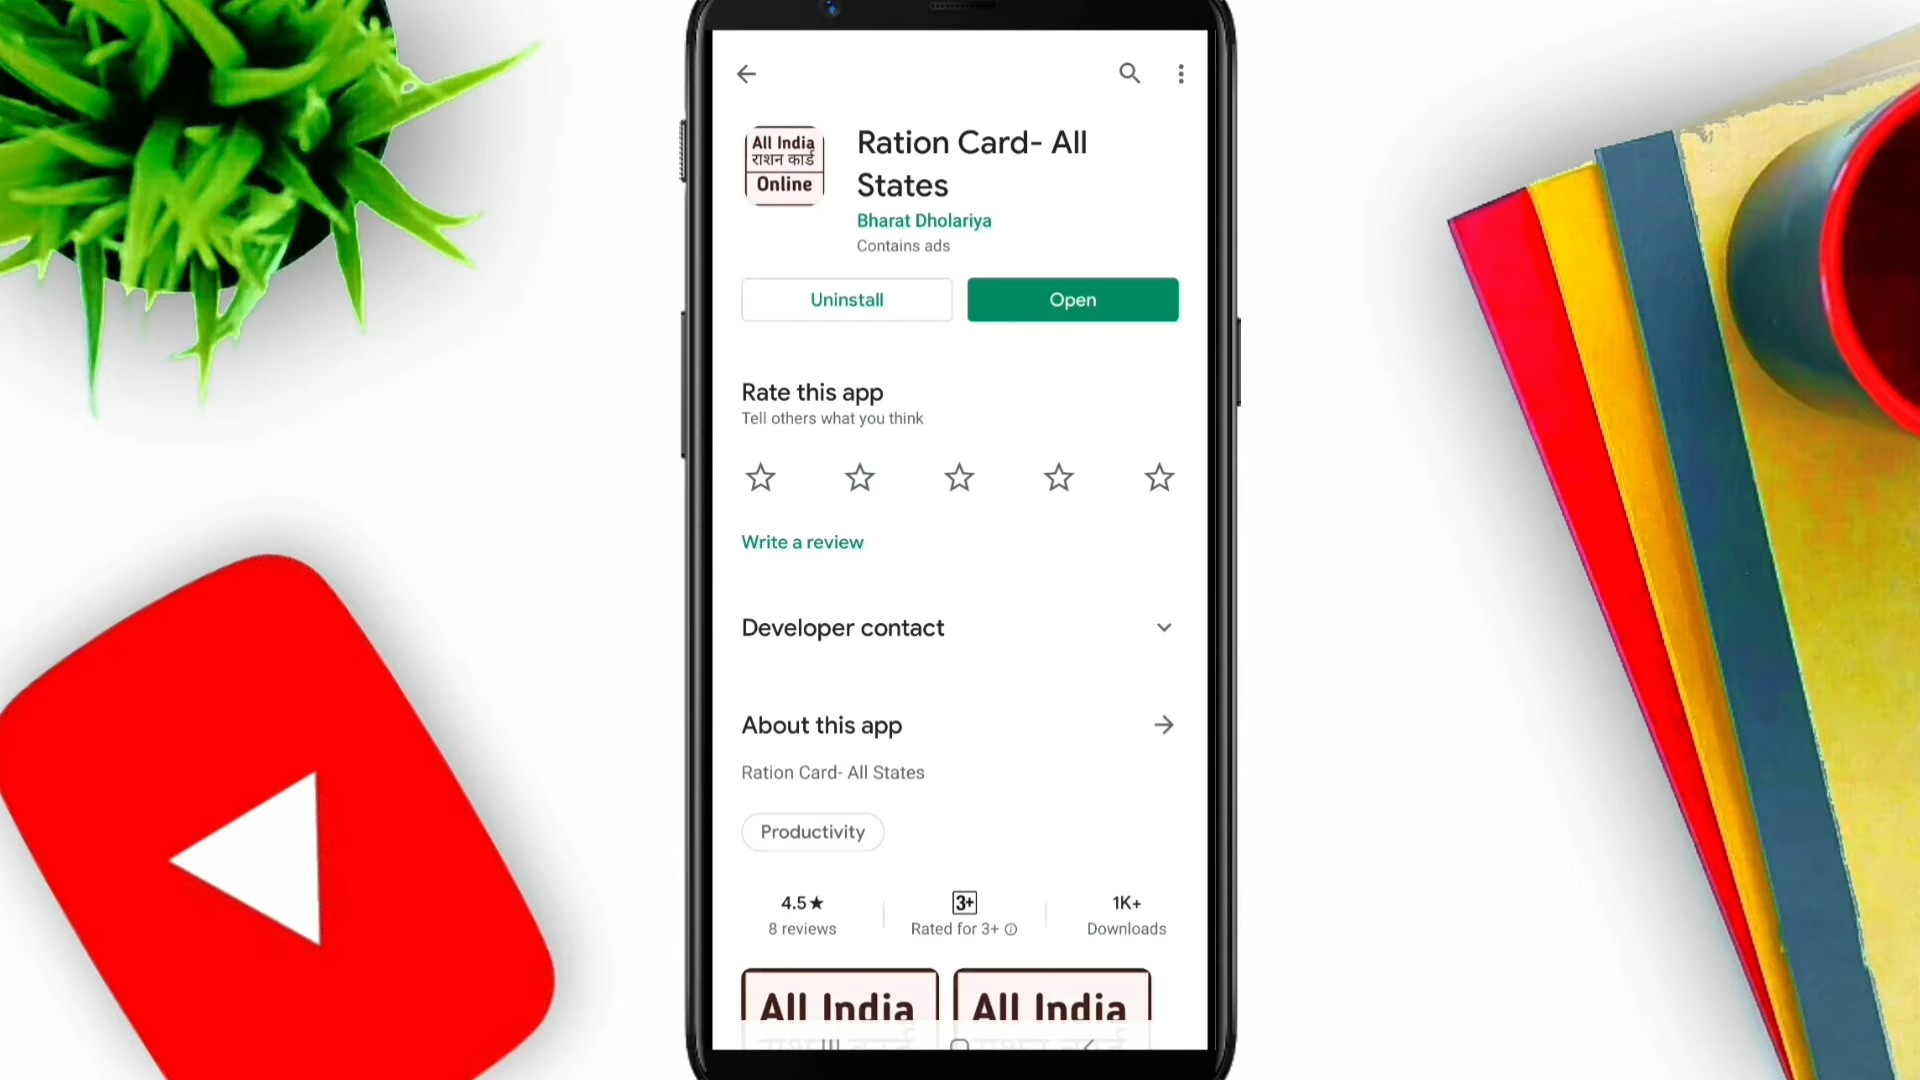 All India
राशन कार्ड
Online
Ration Card- All
States
Bharat Dholariya
Contains ads
Uninstall
Open
Rate this app
Tell others what you think
Write a review
Developer contact
About this app
Ration Card- All States
Productivity
4.5★
8 reviews
3+
Rated for 3+
1K+
Downloads
All India
All India